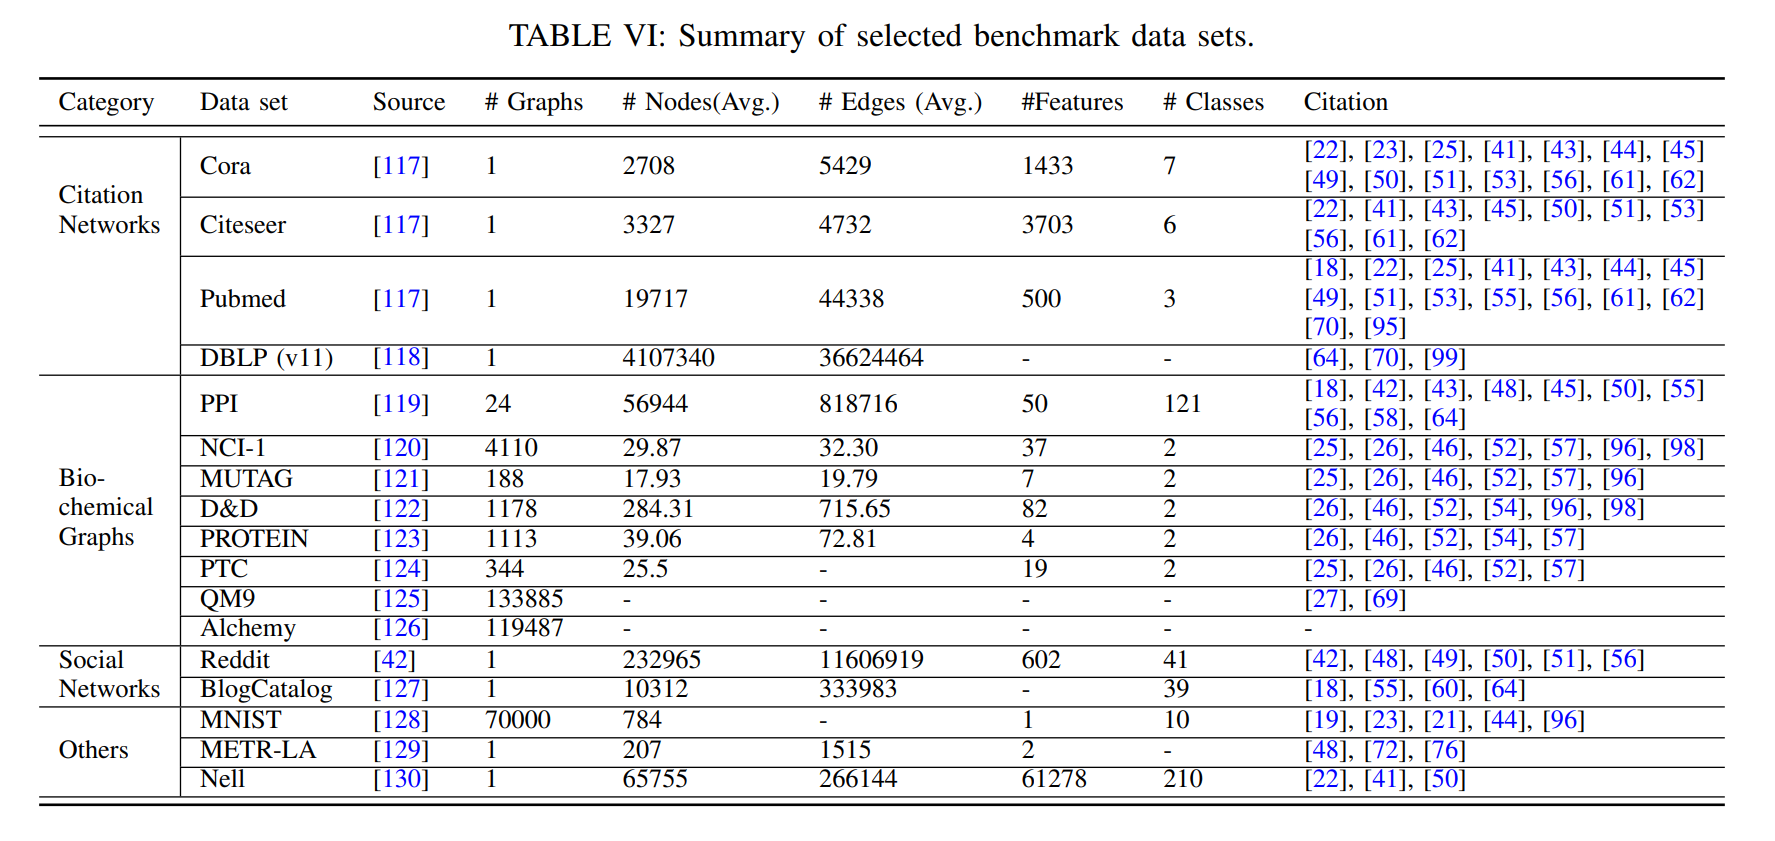 TABLE VI: Summary of selected benchmark data sets.
Category Data set Source # Graphs # Nodes(Avg.) # Edges (Avg.) #Features # Classes Citation
Citation Networks
Cora [117] 1 2708 5429 1433 7 [22], [23], [25], [41], [43], [44], [45]
[49], [50], [51], [53], [56], [61], [62]
Citeseer [117] 1 3327 4732 3703 6 [22], [41], [43], [45], [50], [51], [53]
[56], [61], [62]
Pubmed [117] 1 19717 44338 500 3 [18], [22], [25], [41], [43], [44], [45]
[49], [51], [53], [55], [56], [61], [62]
[70], [95]
DBLP (v11) [118] 1 4107340 36624464 - - [64], [70], [99]
Bio-
chemical
Graphs
PPI [119] 24 56944 818716 50 121 [18], [42], [43], [48], [45], [50], [55]
[56], [58], [64]
NCI-1 [120] 4110 29.87 32.30 37 2 [25], [26], [46], [52], [57], [96], [98]
MUTAG [121] 188 17.93 19.79 7 2 [25], [26], [46], [52], [57], [96]
D&D [122] 1178 284.31 715.65 82 2 [26], [46], [52], [54], [96], [98]
PROTEIN [123] 1113 39.06 72.81 4 2 [26], [46], [52], [54], [57]
PTC [124] 344 25.5 - 19 2 [25], [26], [46], [52], [57]
QM9 [125] 133885 - - - - [27], [69]
Alchemy [126] 119487 - - - - -
Social
Networks
Reddit [42] 1 232965 11606919 602 41 [42], [48], [49], [50], [51], [56]
BlogCatalog [127] 1 10312 333983 - 39 [18], [55], [60], [64]
Others
MNIST [128] 70000 784 - 1 10 [19], [23], [21], [44], [96]
METR-LA [129] 1 207 1515 2 - [48], [72], [76]
Nell [130] 1 65755 266144 61278 210 [22], [41], [50]